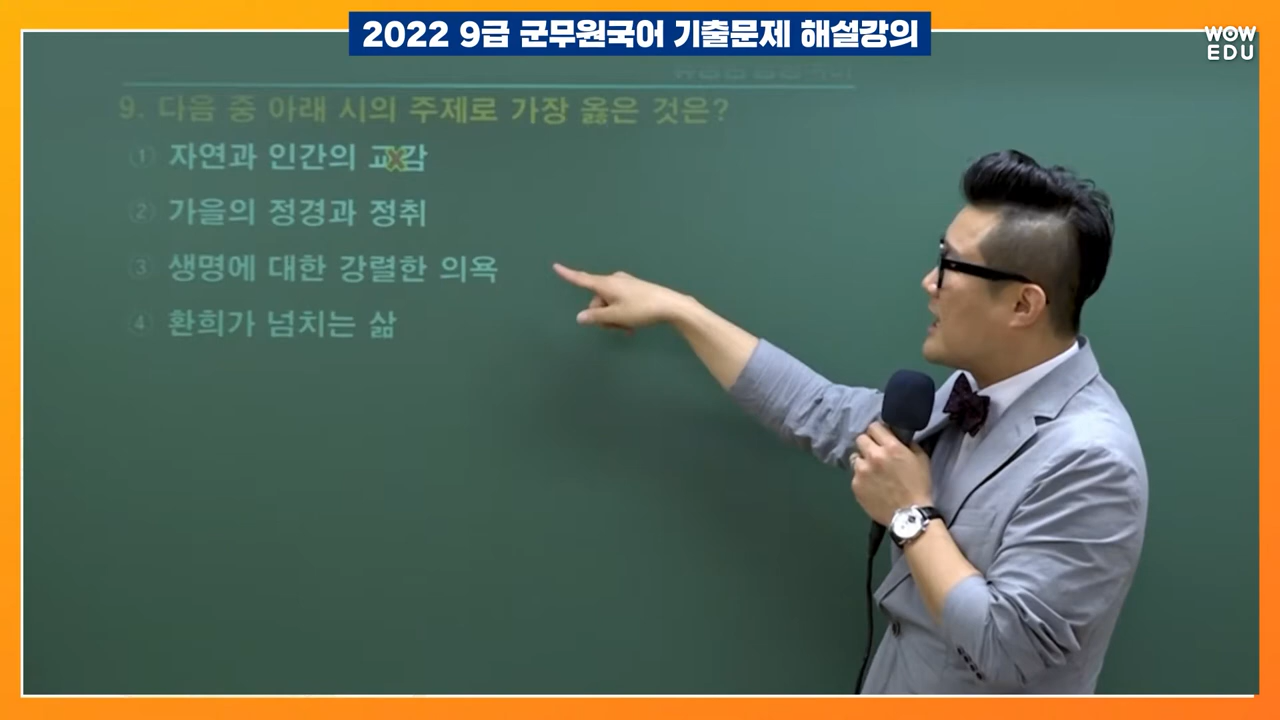 2022 9급 군무원국어 기출문제 해설강의
WOW
EDU
9. 다음 중 아래 시의 주제로 가장 옳은 것은?
① 자연과 인간의 교감
② 가을의 정경과 정취
③ 생명에 대한 강렬한 의욕
④ 환희가 넘치는 삶